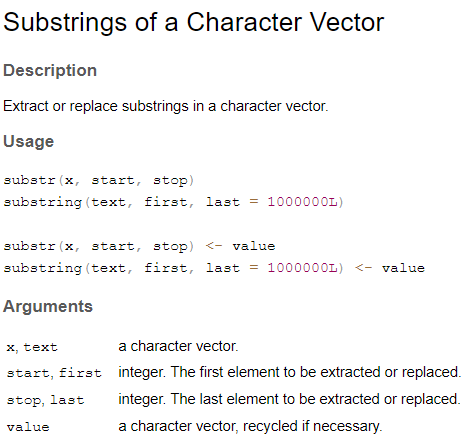 Substrings of a Character Vector
Description
Extract or replace substrings in a character vector.
Usage
substr(x, start, stop)
substring(text, first, last = 1000000L)
substr(x, start, stop) <- value
substring(text, first, last = 1000000L) <- value
Arguments
x, text a character vector.
start, first integer. The first element to be extracted or replaced.
stop, last integer. The last element to be extracted or replaced.
value a character vector, recycled if necessary.